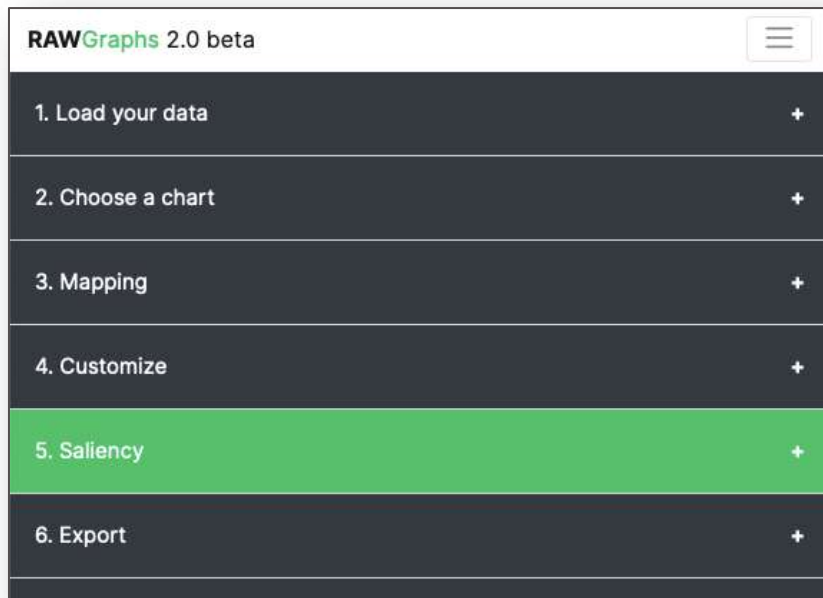 RAWGraphs 2.0 beta
1. Load your data +
2. Choose a chart +
3. Mapping +
4. Customize +
5. Saliency +
6. Export +